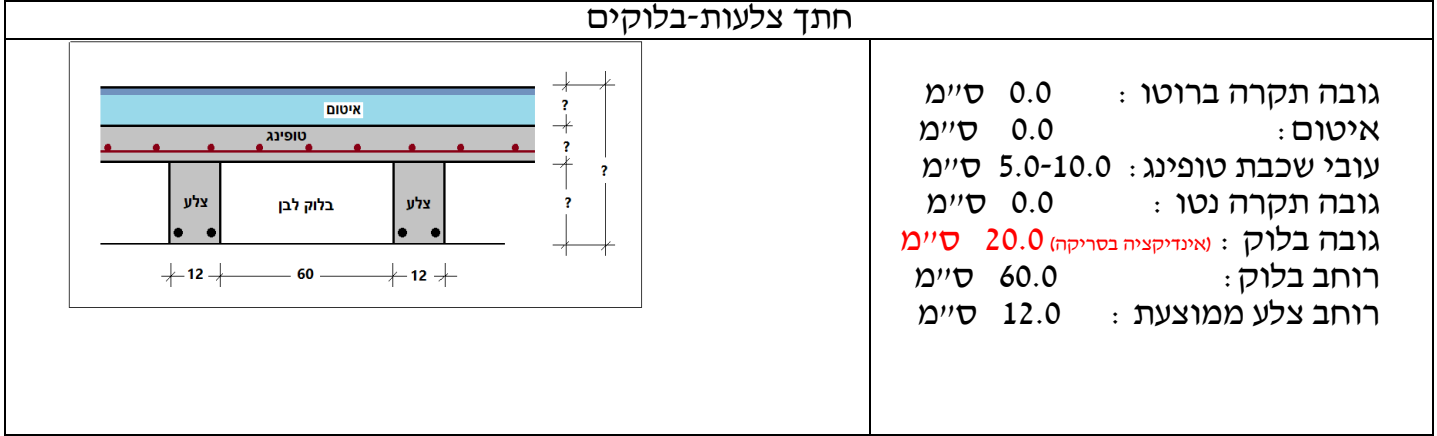 חתך צלעות-בלוקים
גובה תקרה ברוטו : 0.0 ס״מ
איטום: 0.0 ס״מ
עובי שכבת טופינג: 5.0-10.0 ס״מ
גובה תקרה נטו : 0.0 ס״מ
גובה בלוק : (אינדיקציה בסריקה) 20.0 ס״מ
רוחב בלוק: 60.0 ס״מ
רוחב צלע ממוצעת : 12.0 ס״מ
איטום
?
טופינג
?
?
צלע
בלוק לבן
צלע
?
12
60
12